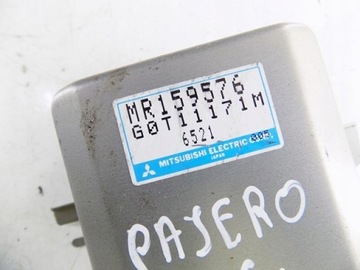 MR159576
G0T11171M
6521
MITSUBISHI ELECTRIC
JAPAN
PAJERO